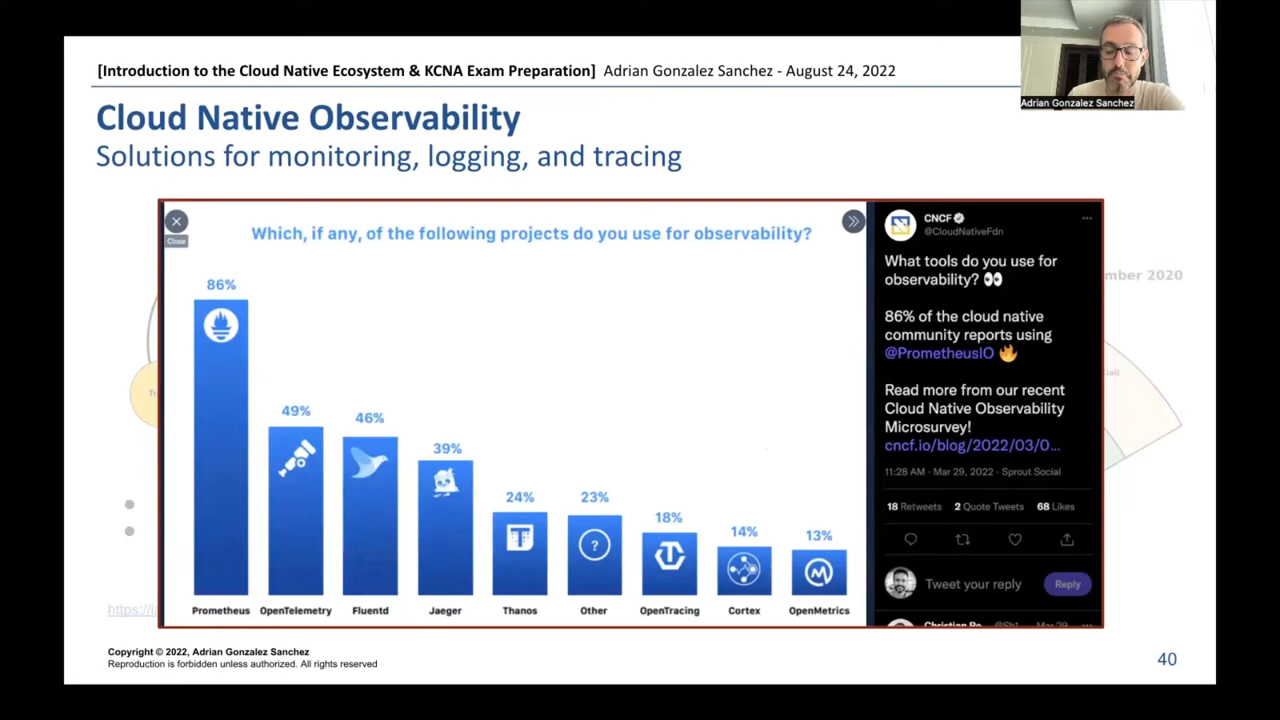 [Introduction to the Cloud Native Ecosystem & KCNA Exam Preparation] Adrian Gonzalez Sanchez - August 24, 2022
Adrian Gonzalez Sanchez
Cloud Native Observability
Solutions for monitoring, logging, and tracing
Close
Which, if any, of the following projects do you use for observability?
86%
49%
46%
39%
24%
23%
18%
14%
13%
?
Prometheus
OpenTelemetry
Fluentd
Jaeger
Thanos
Other
OpenTracing
Cortex
OpenMetrics
CNCF
@CloudNativeFdn
What tools do you use for
observability? 👀
86% of the cloud native
community reports using
@PrometheusIO 🔥
Read more from our recent
Cloud Native Observability
Microsurvey!
cncf.io/blog/2022/03/0...
11:28 AM · Mar 29, 2022 · Sprout Social
18 Retweets 2 Quote Tweets 68 Likes
Tweet your reply
Reply
mber 2020
https://
Copyright © 2022, Adrian Gonzalez Sanchez
Reproduction is forbidden unless authorized. All rights reserved
40